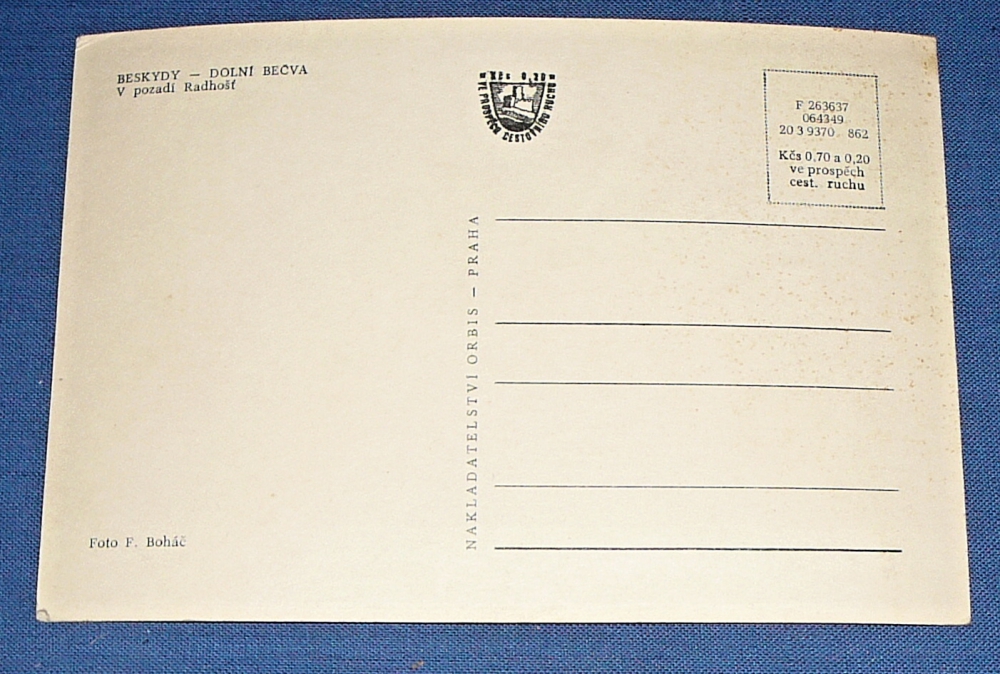 BESKYDY — DOLNÍ BEČVA
V pozadí Radhošť
Kčs 0,20
VE PROSPĚCH CESTOVNÍHO RUCHU
F 263637
064349
20 3 9370 862
Kčs 0,70 a 0,20
ve prospěch
cest. ruchu
NAKLADATELSTVÍ ORBIS — PRAHA
Foto F. Boháč